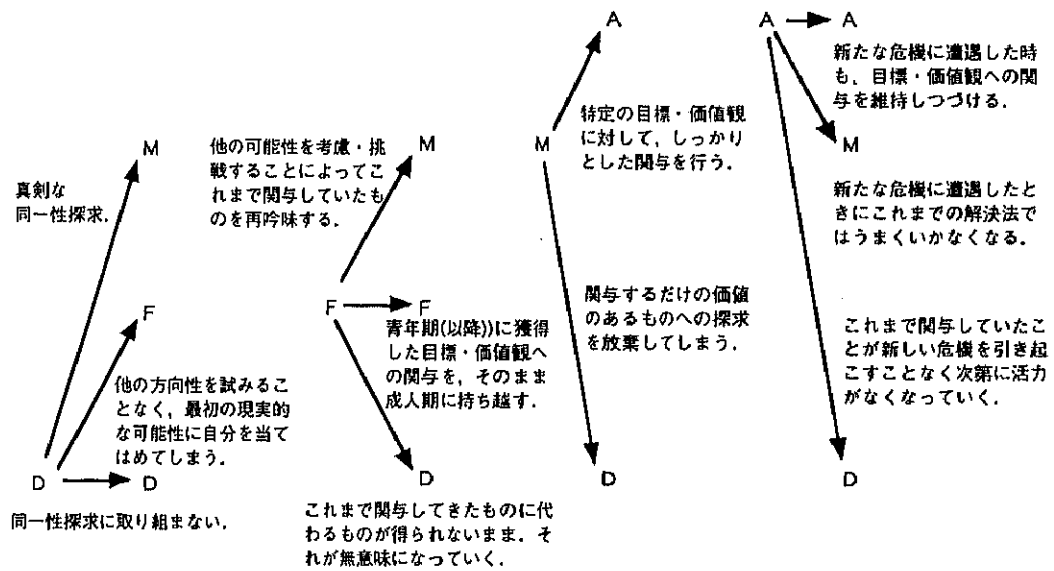 D
M
真剣な
同一性探求.
F
他の方向性を試みるこ
となく，最初の現実的
な可能性に自分を当て
はめてしまう．
D
同一性探求に取り組まない．
F
M
他の可能性を考慮・挑
戦することによってこ
れまで関与していたも
のを再吟味する．
F
青年期(以降))に獲得
した目標・価値観へ
の関与を，そのまま
成人期に持ち越す．
D
これまで関与してきたものに代
わるものが得られないまま．そ
れが無意味になっていく．
M
A
特定の目標・価値観
に対して，しっかり
とした関与を行う．
D
関与するだけの価値
のあるものへの探求
を放棄してしまう．
A
A
新たな危機に遭遇した時
も，目標・価値観への関
与を維持しつづける．
M
新たな危機に遭遇したと
きにこれまでの解決法で
はうまくいかなくなる．
これまで関与していたこ
とが新しい危機を引き起
こすことなく次第に活力
がなくなっていく．
D